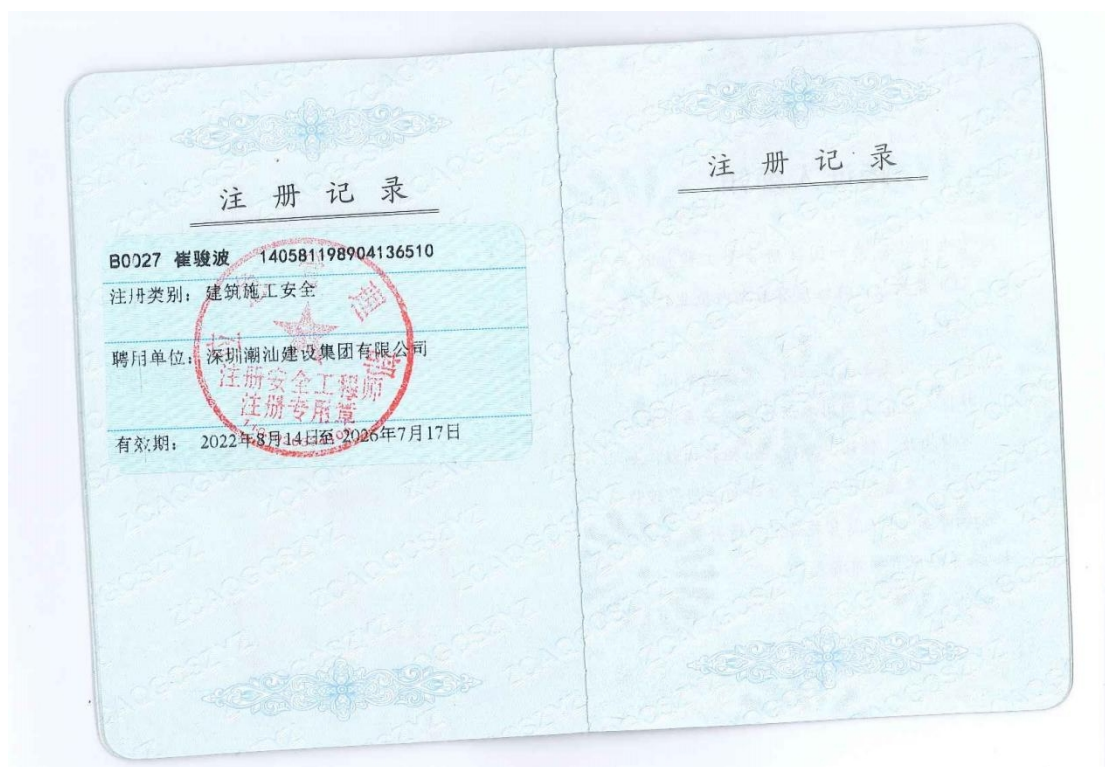 注册记录
B0027 崔骏波 140581198904136510
注册类别：建筑施工安全
聘用单位：深圳潮汕建设集团有限公司
注册安全工程师
注册专用章
有效期： 2022年8月14日至 2026年7月17日
注册记录